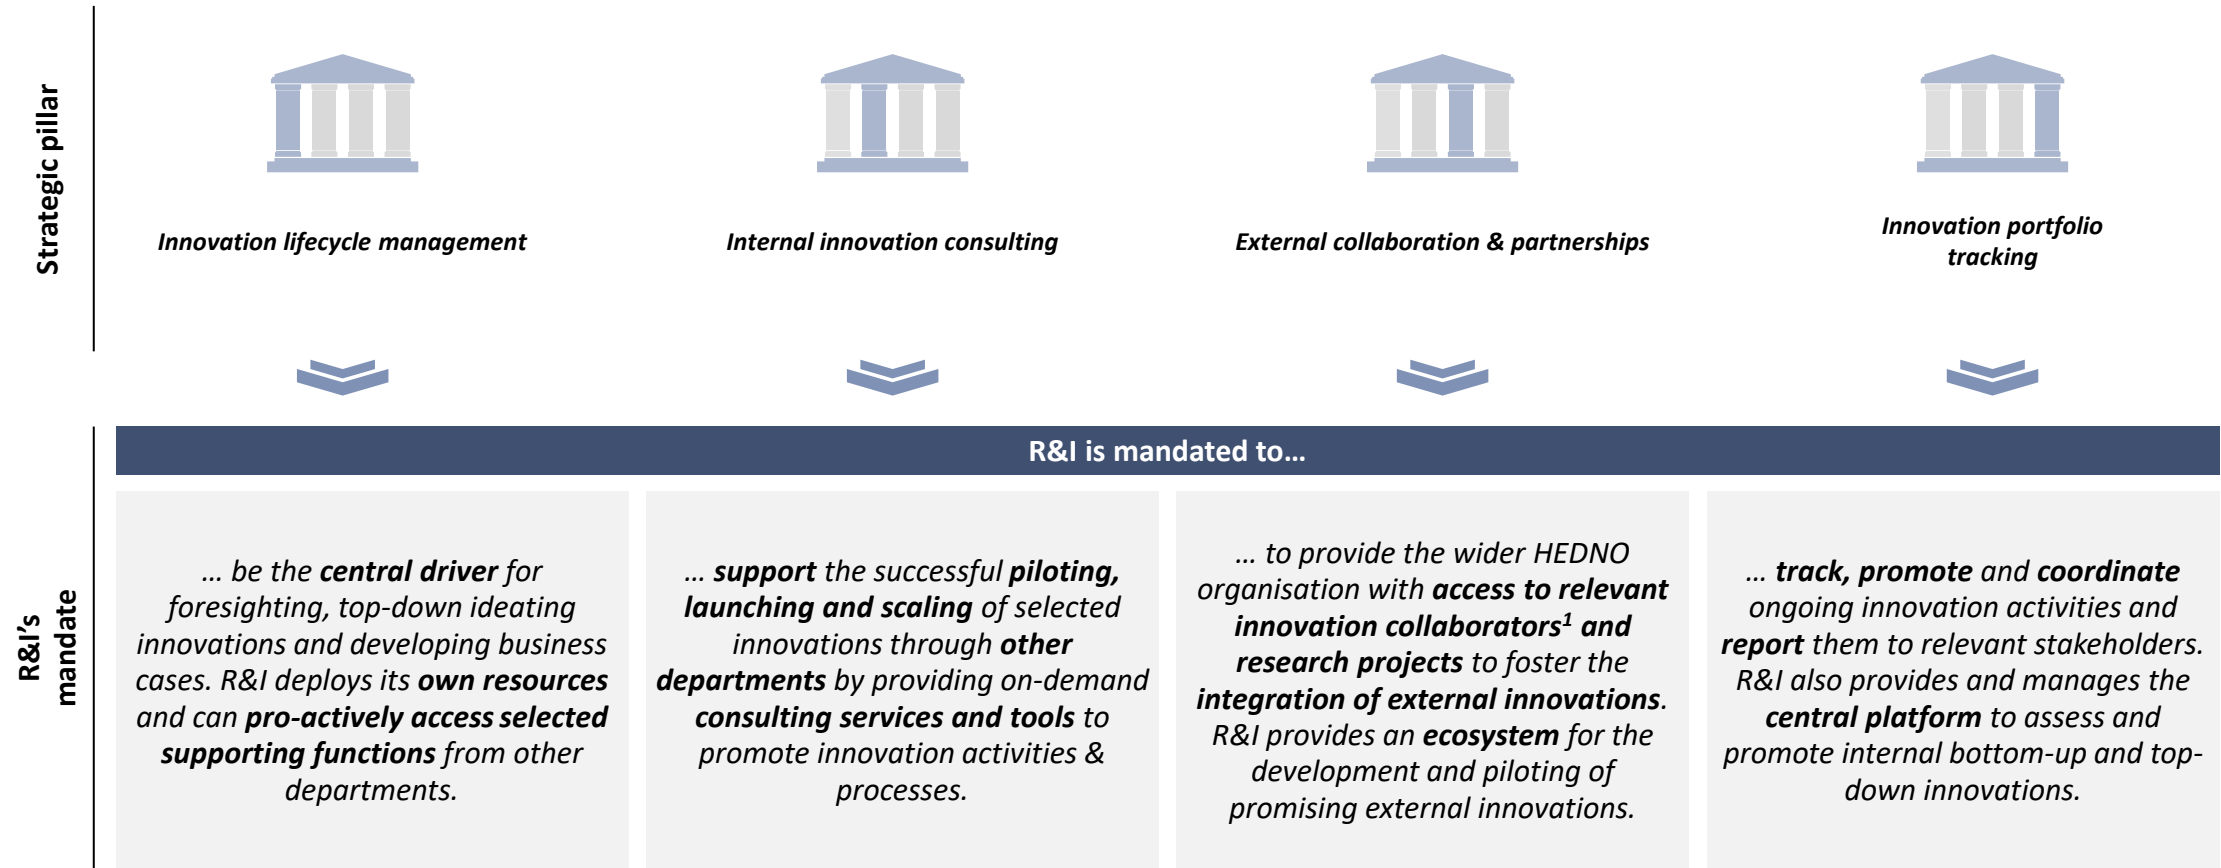 Strategic pillar
Innovation lifecycle management
Internal innovation consulting
External collaboration & partnerships
Innovation portfolio
tracking
R&I's
mandate
R&I is mandated to…
… be the central driver for
foresighting, top-down ideating
innovations and developing business
cases. R&I deploys its own resources
and can pro-actively access selected
supporting functions from other
departments.
… support the successful piloting,
launching and scaling of selected
innovations through other
departments by providing on-demand
consulting services and tools to
promote innovation activities &
processes.
… to provide the wider HEDNO
organisation with access to relevant
innovation collaborators¹ and
research projects to foster the
integration of external innovations.
R&I provides an ecosystem for the
development and piloting of
promising external innovations.
… track, promote and coordinate
ongoing innovation activities and
report them to relevant stakeholders.
R&I also provides and manages the
central platform to assess and
promote internal bottom-up and top-
down innovations.